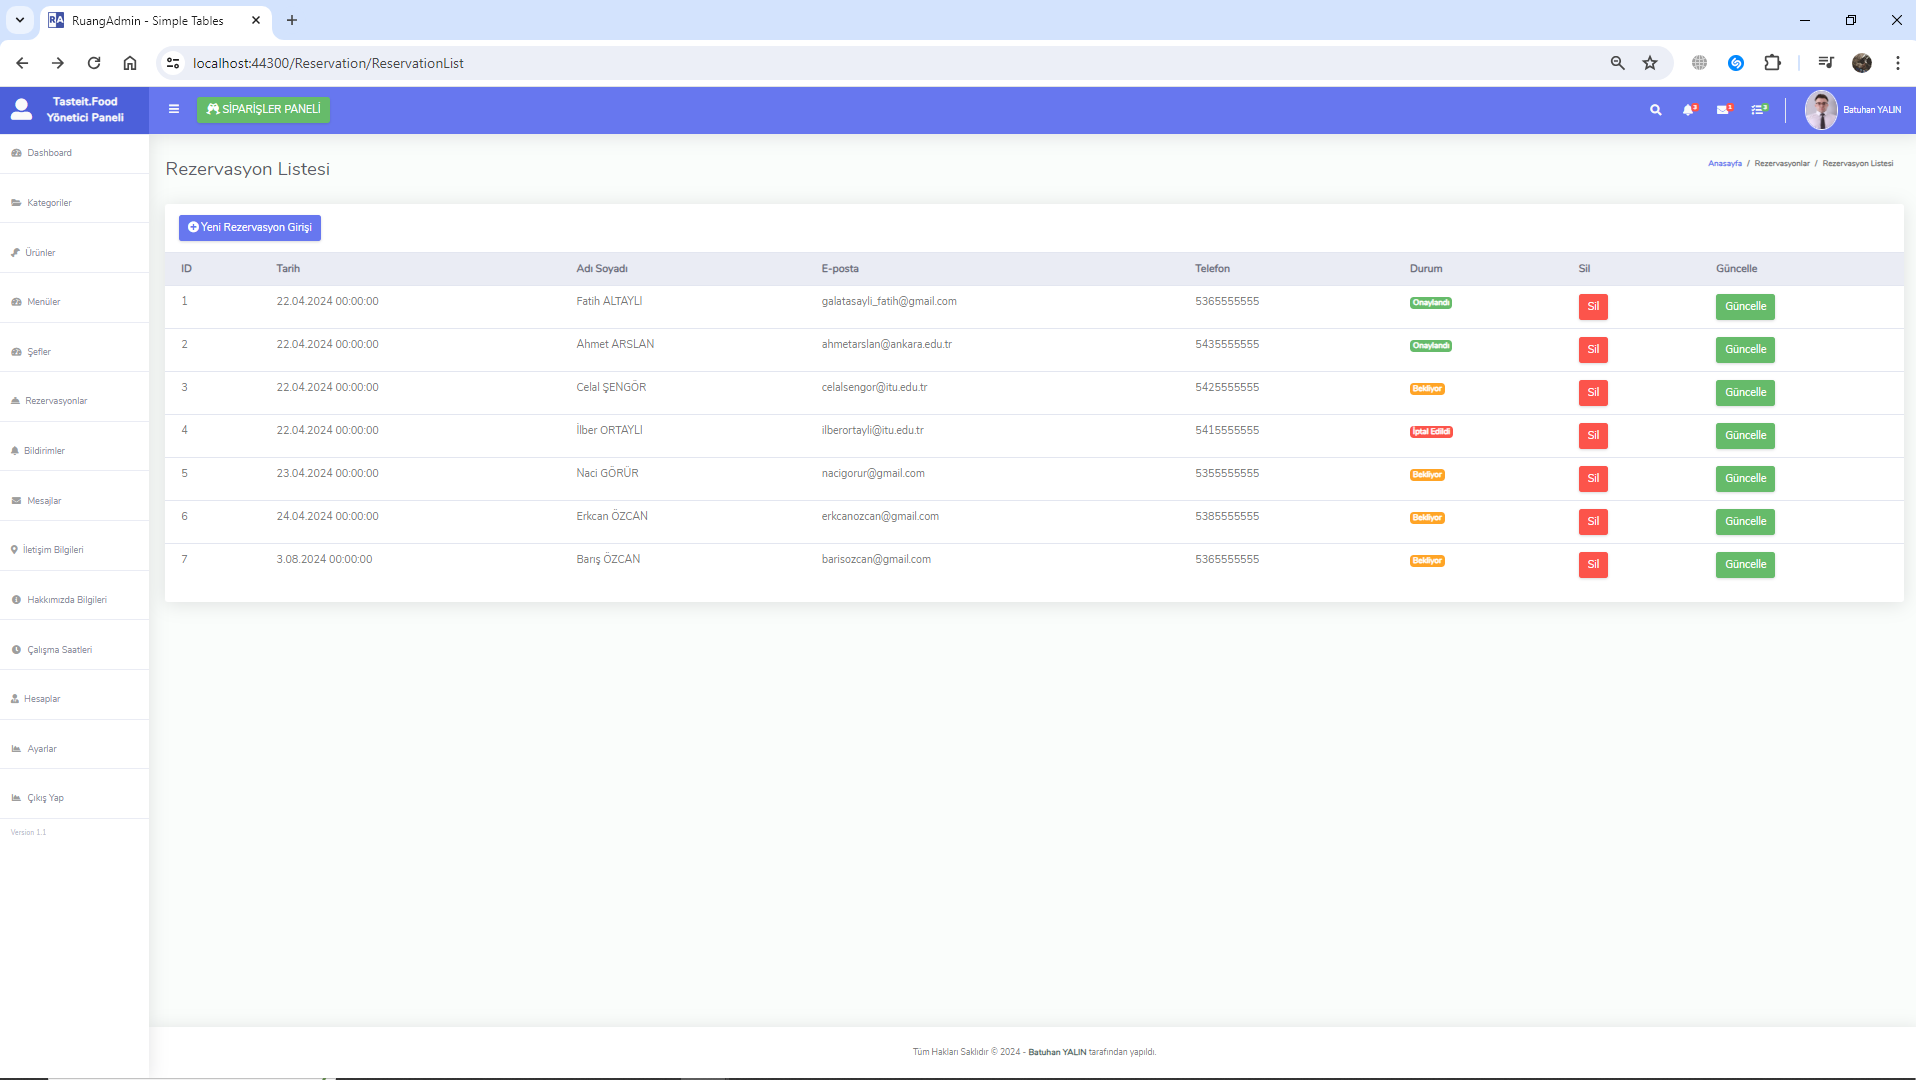 RA RuangAdmin - Simple Tables
localhost:44300/Reservation/ReservationList
Tasteit.Food
Yönetici Paneli
SİPARİŞLER PANELİ
3
Batuhan YALIN
Dashboard
Kategoriler
Ürünler
Menüler
Şefler
Rezervasyonlar
Bildirimler
Mesajlar
İletişim Bilgileri
Hakkımızda Bilgileri
Çalışma Saatleri
Hesaplar
Ayarlar
Çıkış Yap
Version 1.1
Rezervasyon Listesi
Anasayfa / Rezervasyonlar / Rezervasyon Listesi
Yeni Rezervasyon Girişi
ID Tarih Adı Soyadı E-posta Telefon Durum Sil Güncelle
1 22.04.2024 00:00:00 Fatih ALTAYLI galatasayli_fatih@gmail.com 5365555555 Onaylandı Sil Güncelle
2 22.04.2024 00:00:00 Ahmet ARSLAN ahmetarslan@ankara.edu.tr 5435555555 Onaylandı Sil Güncelle
3 22.04.2024 00:00:00 Celal ŞENGÖR celalsengor@itu.edu.tr 5425555555 Bekliyor Sil Güncelle
4 22.04.2024 00:00:00 İlber ORTAYLI ilberortayli@itu.edu.tr 5415555555 İptal Edildi Sil Güncelle
5 23.04.2024 00:00:00 Naci GÖRÜR nacigorur@gmail.com 5355555555 Bekliyor Sil Güncelle
6 24.04.2024 00:00:00 Erkcan ÖZCAN erkcanozcan@gmail.com 5385555555 Bekliyor Sil Güncelle
7 3.08.2024 00:00:00 Barış ÖZCAN barisozcan@gmail.com 5365555555 Bekliyor Sil Güncelle
Tüm Hakları Saklıdır © 2024 - Batuhan YALIN tarafından yapıldı.